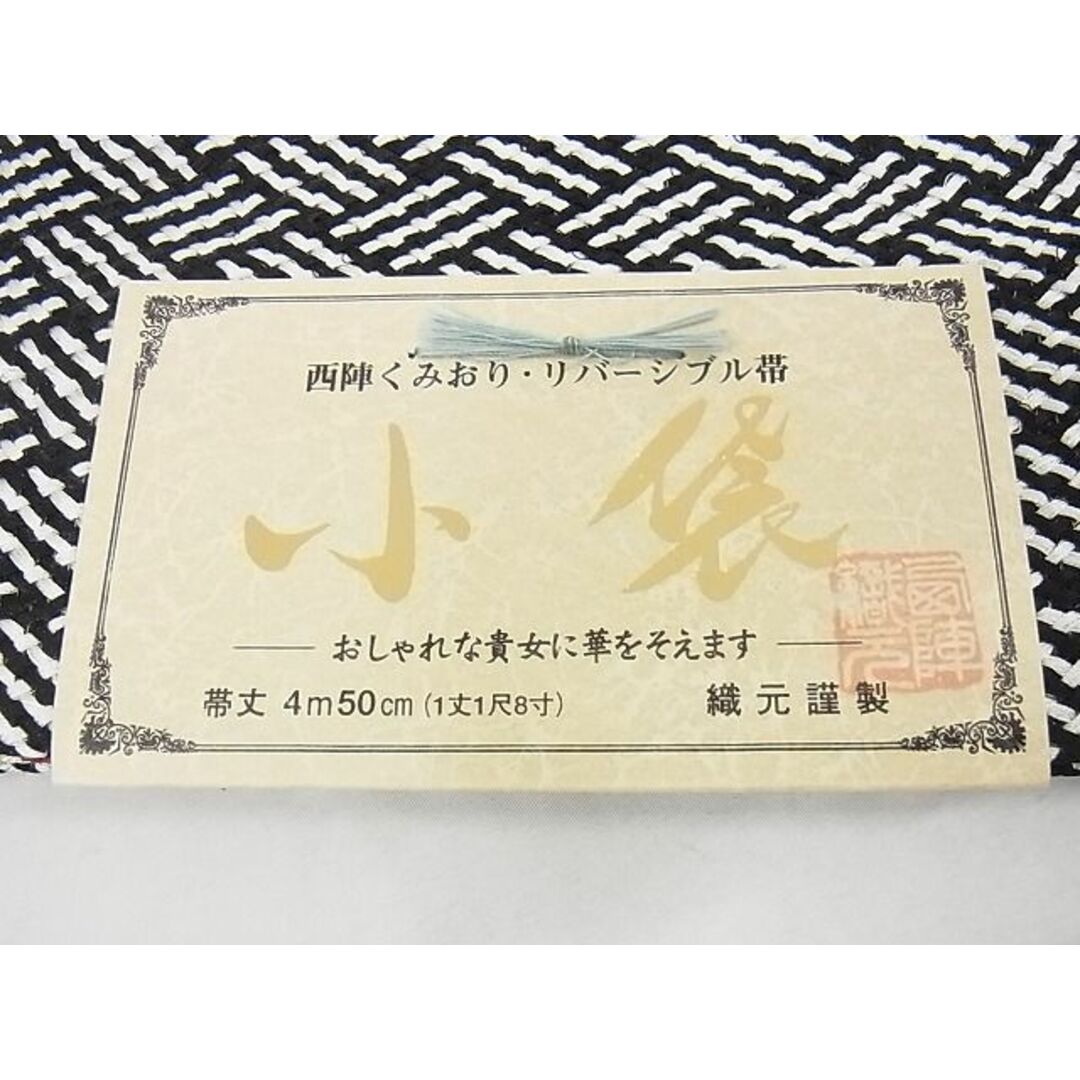 西陣くみおり・リバーシブル帯
小袋
おしゃれな貴女に華をそえます
帯丈 4m50cm (1丈1尺8寸)
織元謹製
西陣
織元